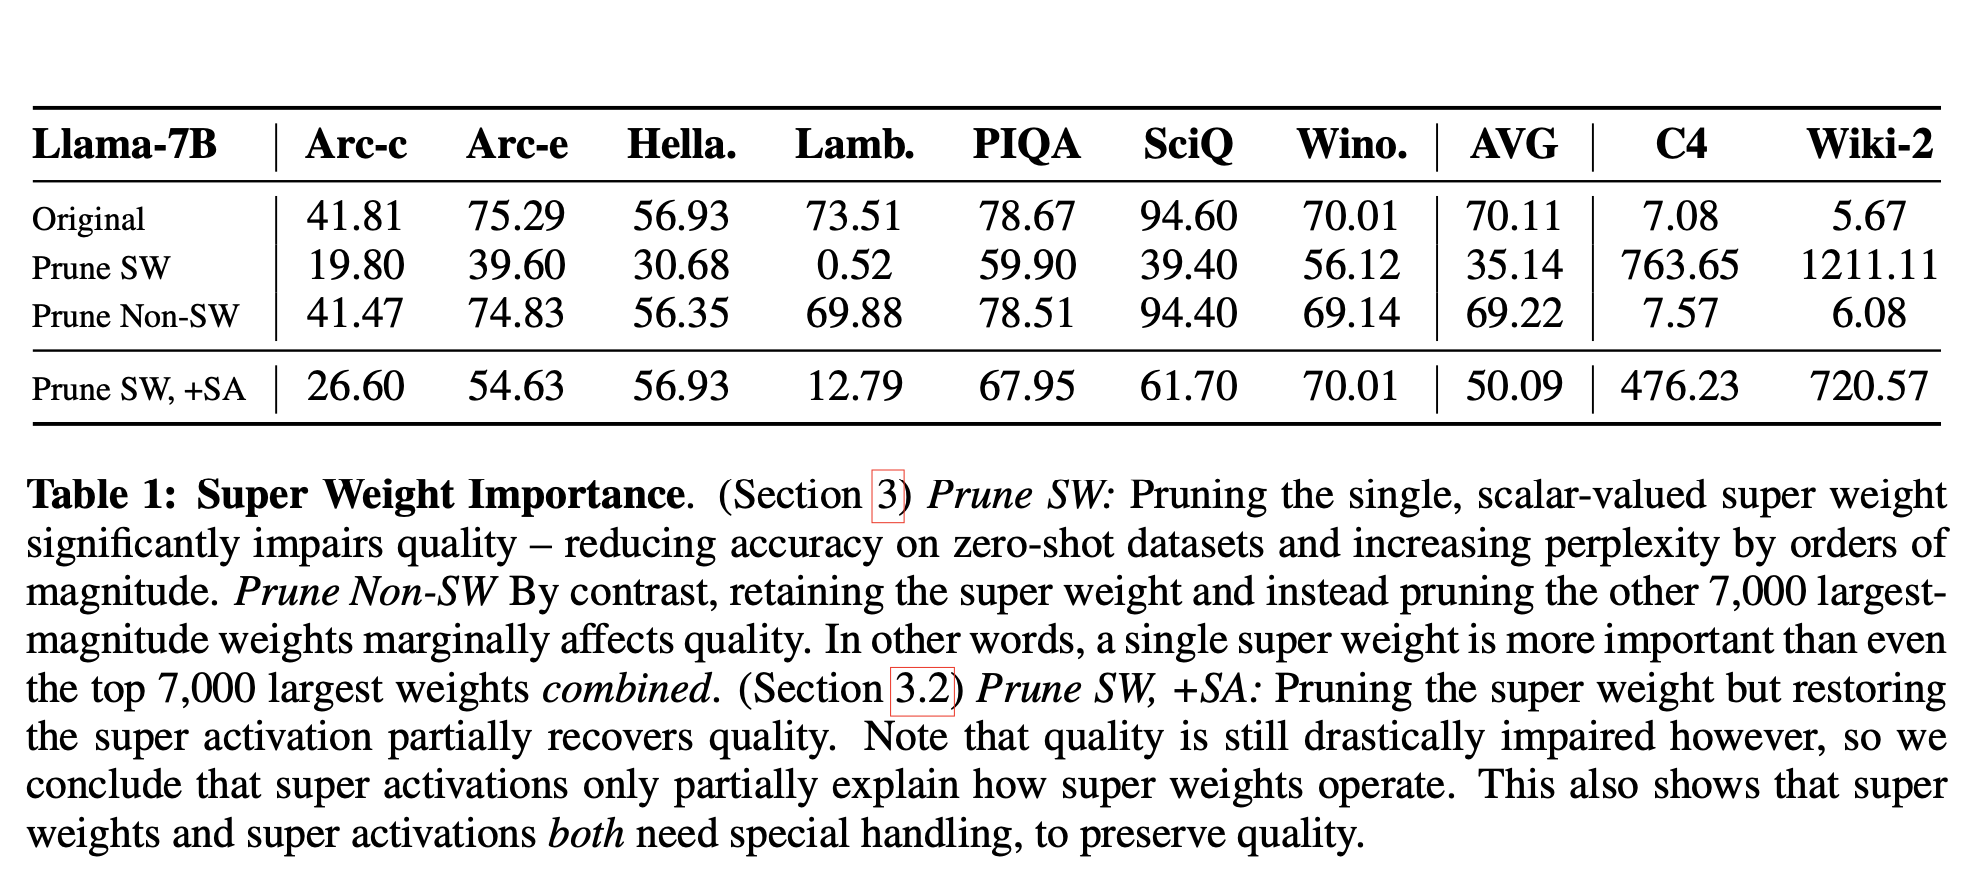 Llama-7B Arc-c Arc-e Hella. Lamb. PIQA SciQ Wino. AVG C4 Wiki-2
Original 41.81 75.29 56.93 73.51 78.67 94.60 70.01 70.11 7.08 5.67
Prune SW 19.80 39.60 30.68 0.52 59.90 39.40 56.12 35.14 763.65 1211.11
Prune Non-SW 41.47 74.83 56.35 69.88 78.51 94.40 69.14 69.22 7.57 6.08
Prune SW, +SA 26.60 54.63 56.93 12.79 67.95 61.70 70.01 50.09 476.23 720.57
Table 1: Super Weight Importance. (Section 3) Prune SW: Pruning the single, scalar-valued super weight
significantly impairs quality – reducing accuracy on zero-shot datasets and increasing perplexity by orders of
magnitude. Prune Non-SW By contrast, retaining the super weight and instead pruning the other 7,000 largest-
magnitude weights marginally affects quality. In other words, a single super weight is more important than even
the top 7,000 largest weights combined. (Section 3.2) Prune SW, +SA: Pruning the super weight but restoring
the super activation partially recovers quality. Note that quality is still drastically impaired however, so we
conclude that super activations only partially explain how super weights operate. This also shows that super
weights and super activations both need special handling, to preserve quality.